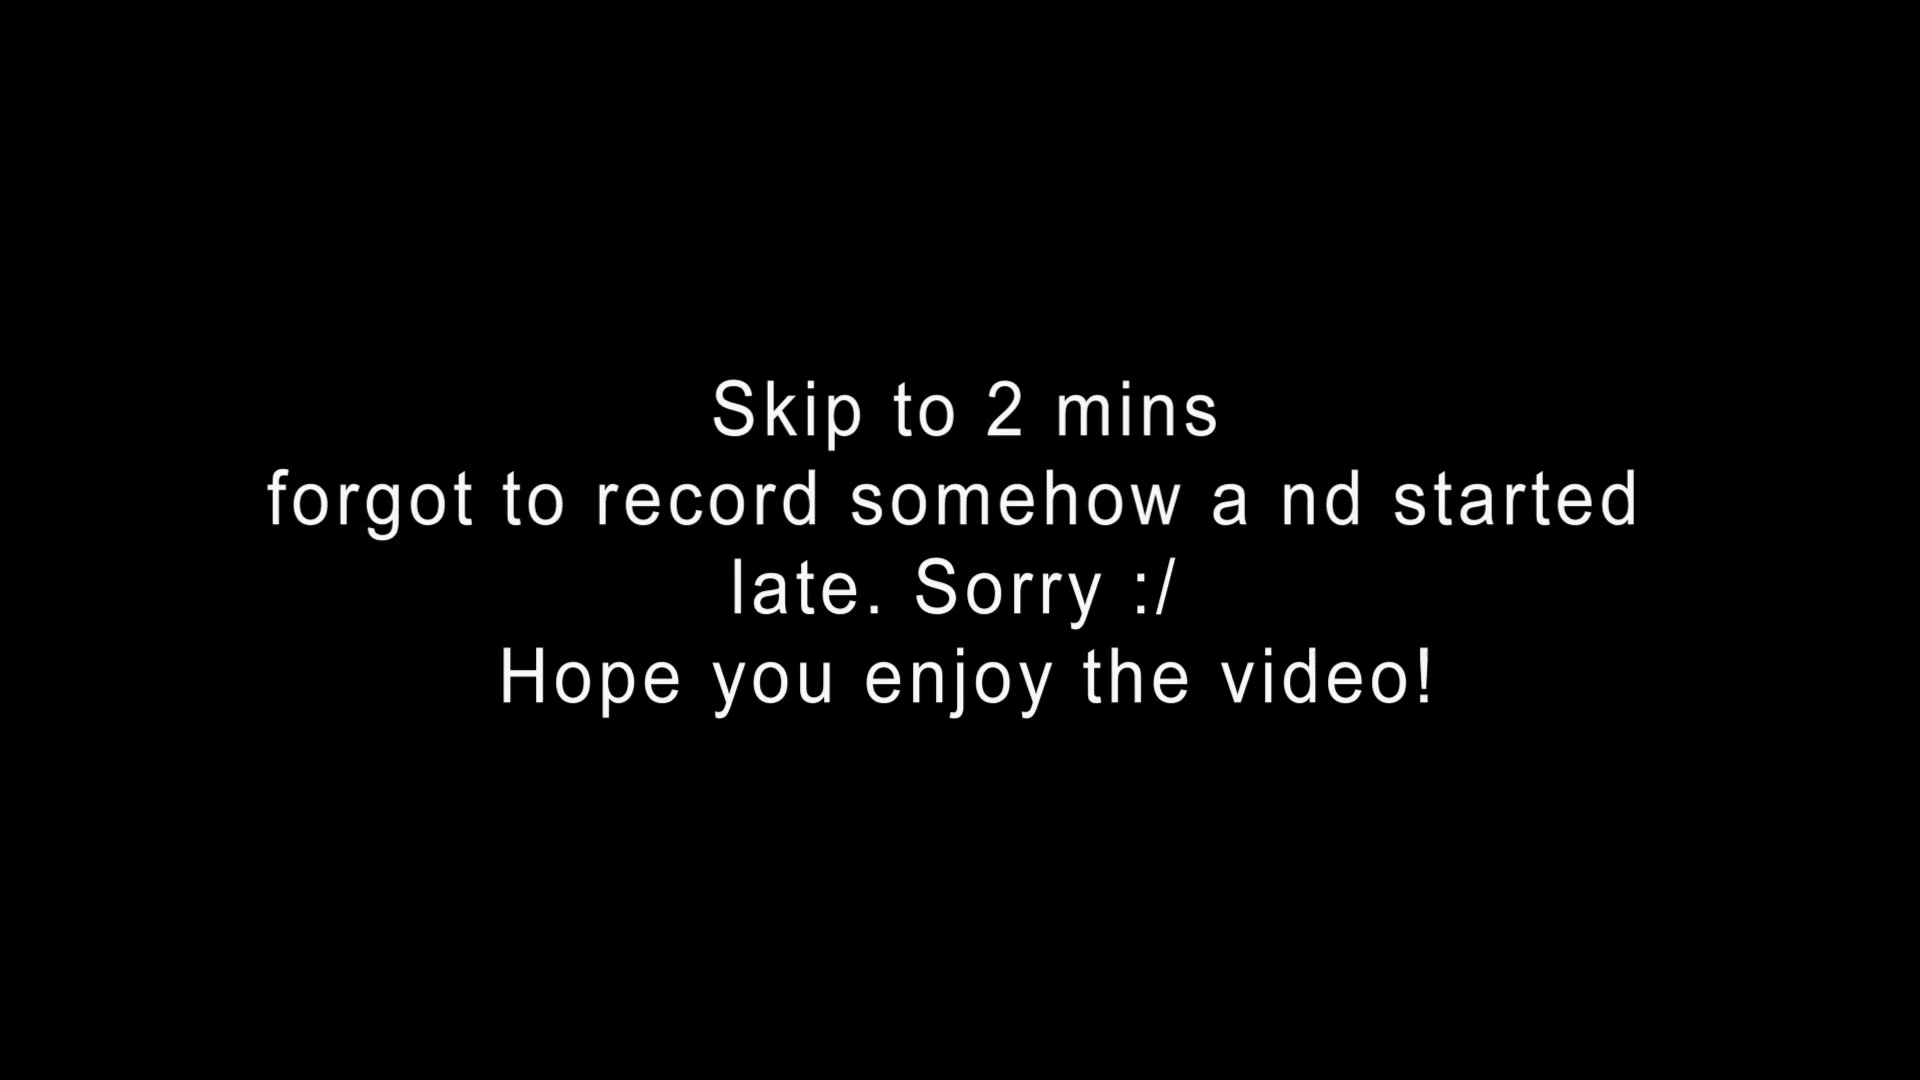 Skip to 2 mins
forgot to record somehow a nd started
late. Sorry :/
Hope you enjoy the video!